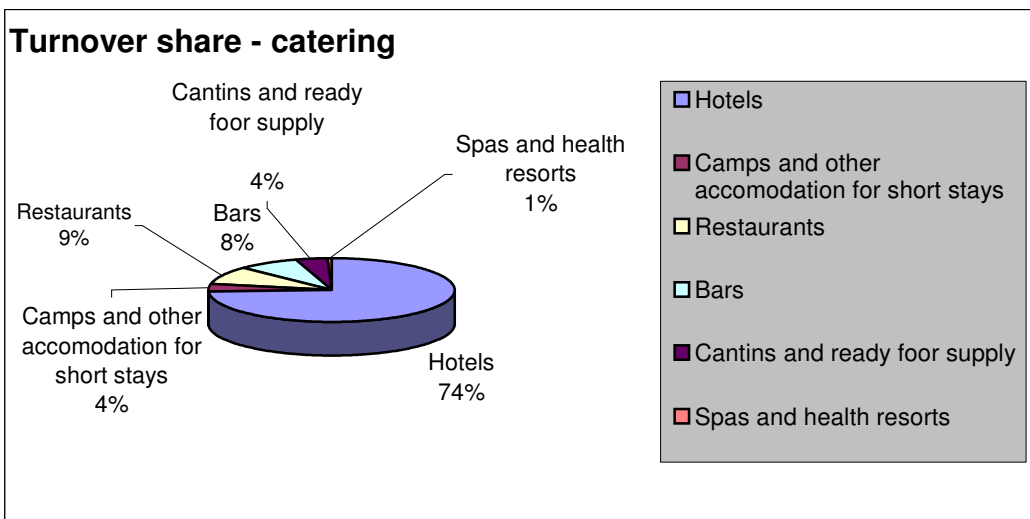 Turnover share - catering
Cantins and ready
foor supply
4%
Spas and health
resorts
1%
Restaurants
9%
Bars
8%
Camps and other
accomodation for
short stays
4%
Hotels
74%
Hotels
Camps and other
accomodation for short stays
Restaurants
Bars
Cantins and ready foor supply
Spas and health resorts